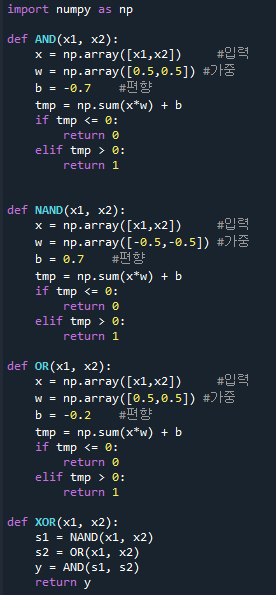 import numpy as np
def AND(x1, x2):
    x = np.array([x1,x2])     #입력
    w = np.array([0.5,0.5]) #가중
    b = -0.7    #편향
    tmp = np.sum(x*w) + b
    if tmp <= 0:
        return 0
    elif tmp > 0:
        return 1
def NAND(x1, x2):
    x = np.array([x1,x2])     #입력
    w = np.array([-0.5,-0.5]) #가중
    b = 0.7    #편향
    tmp = np.sum(x*w) + b
    if tmp <= 0:
        return 0
    elif tmp > 0:
        return 1
def OR(x1, x2):
    x = np.array([x1,x2])     #입력
    w = np.array([0.5,0.5]) #가중
    b = -0.2    #편향
    tmp = np.sum(x*w) + b
    if tmp <= 0:
        return 0
    elif tmp > 0:
        return 1
def XOR(x1, x2):
    s1 = NAND(x1, x2)
    s2 = OR(x1, x2)
    y = AND(s1, s2)
    return y